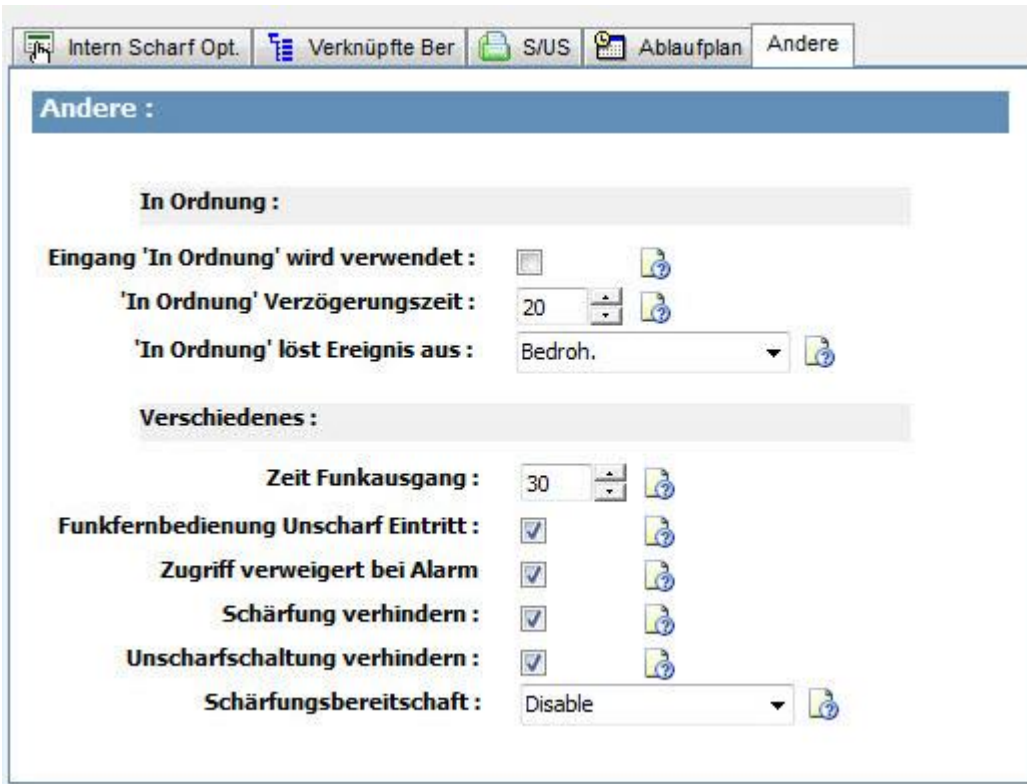 Intern Scharf Opt. Verknüpfte Ber S/US Ablaufplan Andere
Andere :
In Ordnung :
Eingang 'In Ordnung' wird verwendet :
'In Ordnung' Verzögerungszeit : 20
'In Ordnung' löst Ereignis aus : Bedroh.
Verschiedenes :
Zeit Funkausgang : 30
Funkfernbedienung Unscharf Eintritt :
Zugriff verweigert bei Alarm
Schärfung verhindern :
Unscharfschaltung verhindern :
Schärfungsbereitschaft : Disable